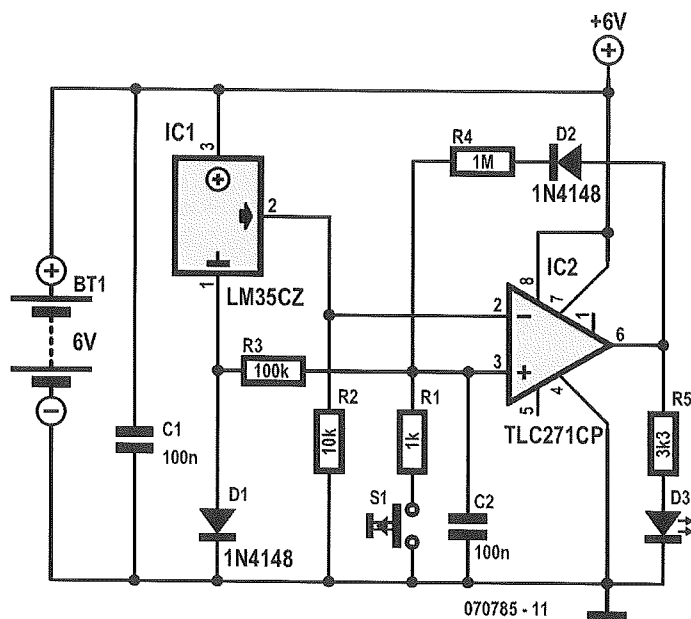 +6V
IC1
3
2
1
LM35CZ
R4
1M
D2
1N4148
BT1
6V
8
IC2
7
1
2
3
6
5
4
TLC271CP
R3
100k
R2
10k
R1
1k
R5
3k3
C1
100n
S1
C2
100n
D1
1N4148
D3
070785 - 11